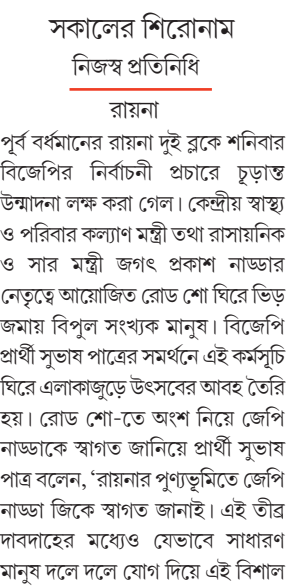 সকালের শিরোনাম
নিজস্ব প্রতিনিধি
রায়না
পূর্ব বর্ধমানের রায়না দুই ব্লকে শনিবার
বিজেপির নির্বাচনী প্রচারে চূড়ান্ত
উন্মাদনা লক্ষ করা গেল। কেন্দ্রীয় স্বাস্থ্য
ও পরিবার কল্যাণ মন্ত্রী তথা রাসায়নিক
ও সার মন্ত্রী জগৎ প্রকাশ নাড্ডার
নেতৃত্বে আয়োজিত রোড শো ঘিরে ভিড়
জমায় বিপুল সংখ্যক মানুষ। বিজেপি
প্রার্থী সুভাষ পাত্রের সমর্থনে এই কর্মসূচি
ঘিরে এলাকাজুড়ে উৎসবের আবহ তৈরি
হয়। রোড শো-তে অংশ নিয়ে জেপি
নাড্ডাকে স্বাগত জানিয়ে প্রার্থী সুভাষ
পাত্র বলেন, ‘রায়নার পুণ্যভূমিতে জেপি
নাড্ডা জিকে স্বাগত জানাই। এই তীব্র
দাবদাহের মধ্যেও যেভাবে সাধারণ
মানুষ দলে দলে যোগ দিয়ে এই বিশাল